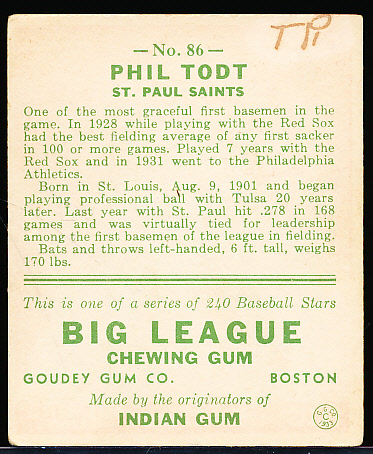 TPi
— No. 86 —
PHIL TODT
ST. PAUL SAINTS
One of the most graceful first basemen in the
game. In 1928 while playing with the Red Sox
had the best fielding average of any first sacker
in 100 or more games. Played 7 years with the
Red Sox and in 1931 went to the Philadelphia
Athletics.
Born in St. Louis, Aug. 9, 1901 and began
playing professional ball with Tulsa 20 years
later. Last year with St. Paul hit .278 in 168
games and was virtually tied for leadership
among the first basemen of the league in fielding.
Bats and throws left-handed, 6 ft. tall, weighs
170 lbs.
This is one of a series of 240 Baseball Stars
BIG LEAGUE
CHEWING GUM
GOUDEY GUM CO. BOSTON
Made by the originators of
INDIAN GUM
G. G. CO.
C
1933